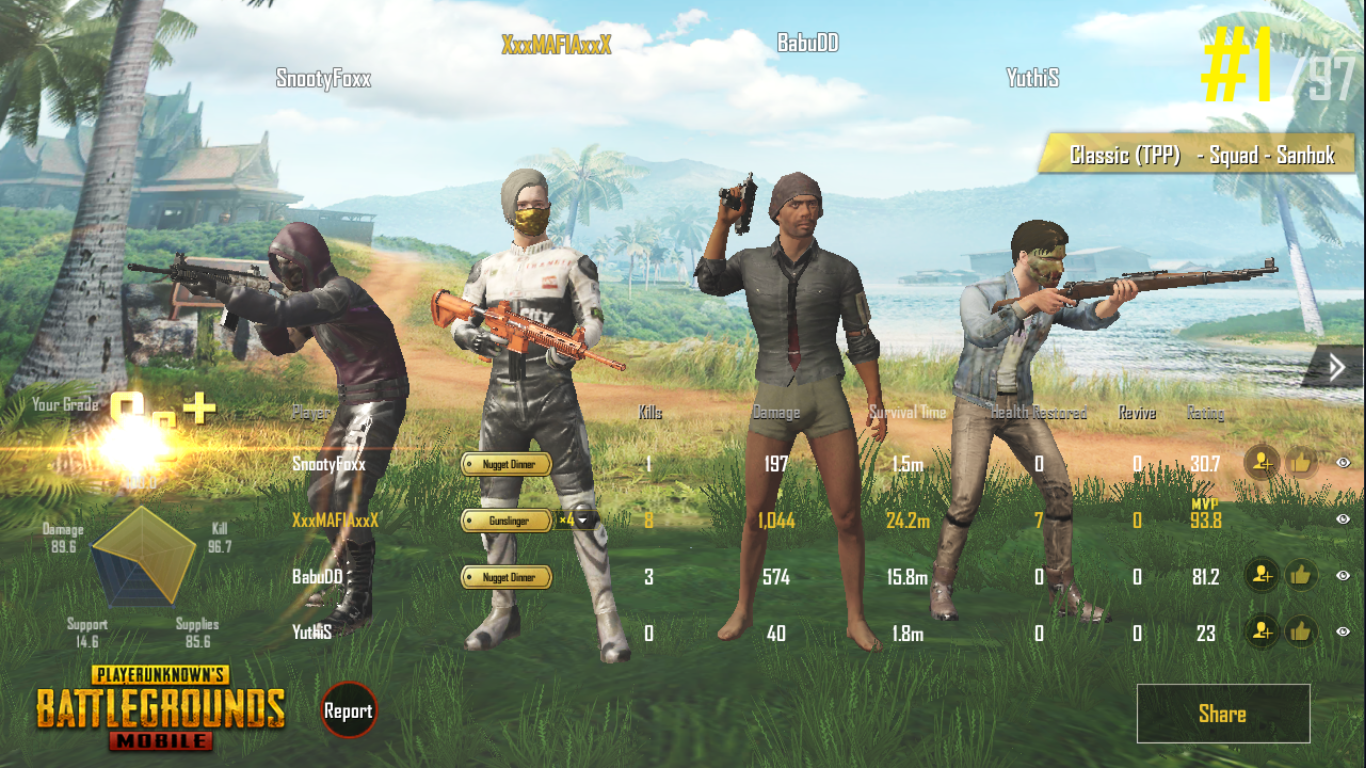 XxxMAFIAxxX
BabuDD
SnootyFoxx
YuthiS
#1/97
Classic (TPP) - Squad - Sanhok
Your Grade
Player
Kills
Damage
Survival Time
Health Restored
Revive
Rating
SnootyFoxx Nugget Dinner 1 197 1.5m 0 0 30.7
MVP
XxxMAFIAxxX Gunslinger ×4 8 1,044 24.2m 7 0 93.8
BabuDD Nugget Dinner 3 574 15.8m 0 0 81.2
YuthiS 0 40 1.8m 0 0 23
Damage
89.6
Kill
96.7
Support
14.6
Supplies
85.6
PLAYERUNKNOWN'S
BATTLEGROUNDS
MOBILE
Report
Share